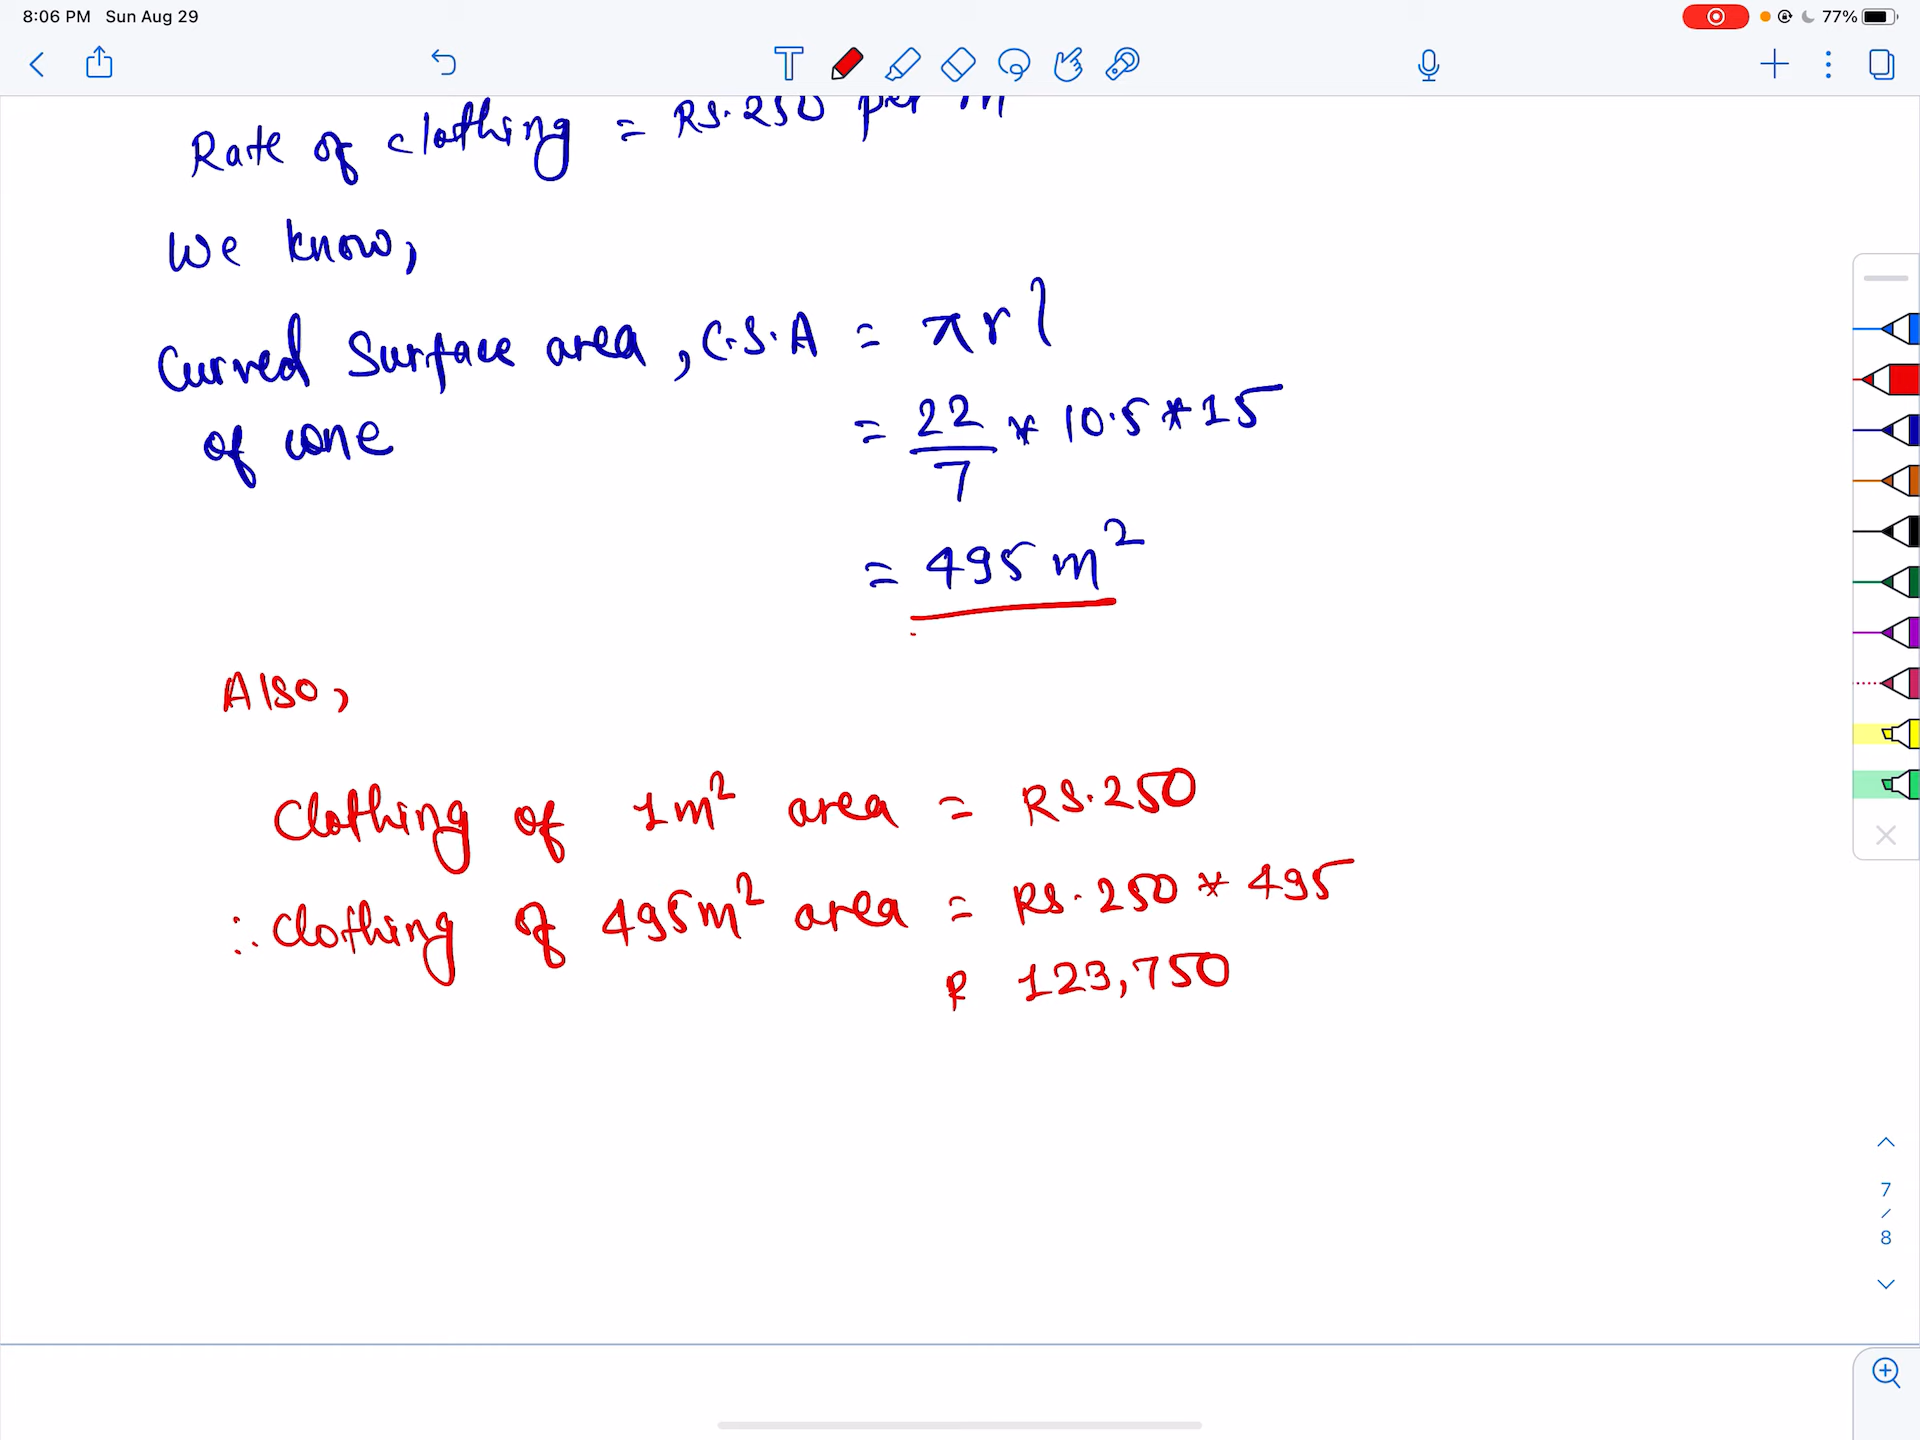 8:06 PM Sun Aug 29
77%
T
Rate of clothing = RS. 250 per m
We know,
Curved Surface area, C.S.A = πrl
of cone
= 22/7 * 10.5 * 15
= 495 m²
Also,
Clothing of 1m² area = RS. 250
∴ Clothing of 495m² area = RS. 250 * 495
R 123,750
7
/
8